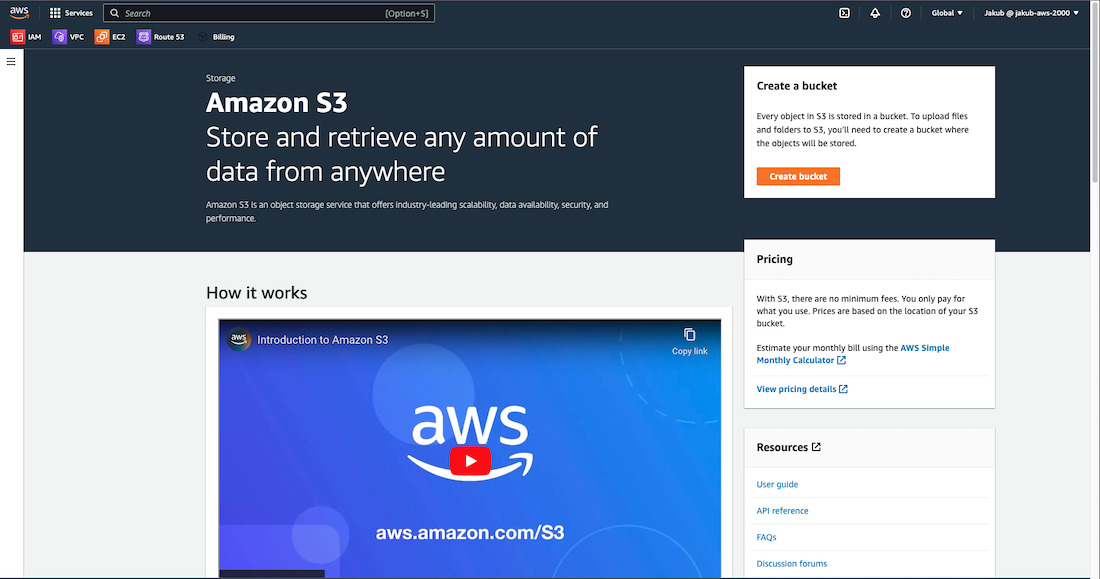 aws
Services
Search
[Option+S]
Global
Jakub @ jakub-aws-2000
IAM
VPC
EC2
Route 53
Billing
Storage
Amazon S3
Store and retrieve any amount of
data from anywhere
Amazon S3 is an object storage service that offers industry-leading scalability, data availability, security, and
performance.
Create a bucket
Every object in S3 is stored in a bucket. To upload files
and folders to S3, you'll need to create a bucket where
the objects will be stored.
Create bucket
How it works
aws
Introduction to Amazon S3
Copy link
aws
aws.amazon.com/S3
Pricing
With S3, there are no minimum fees. You only pay for
what you use. Prices are based on the location of your S3
bucket.
Estimate your monthly bill using the AWS Simple
Monthly Calculator
View pricing details
Resources
User guide
API reference
FAQs
Discussion forums